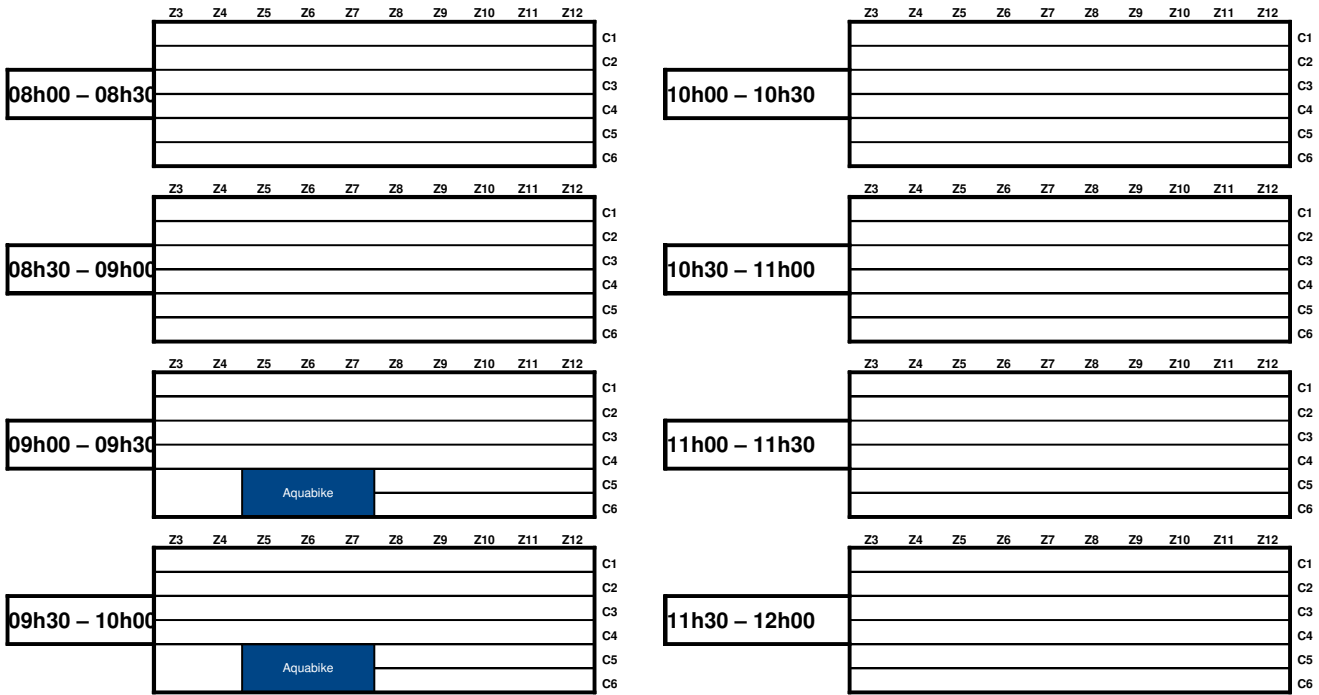 Z3 Z4 Z5 Z6 Z7 Z8 Z9 Z10 Z11 Z12
C1
C2
08h00 – 08h30
C3
C4
C5
C6
Z3 Z4 Z5 Z6 Z7 Z8 Z9 Z10 Z11 Z12
C1
C2
08h30 – 09h00
C3
C4
C5
C6
Z3 Z4 Z5 Z6 Z7 Z8 Z9 Z10 Z11 Z12
C1
C2
09h00 – 09h30
C3
C4
Aquabike
C5
C6
Z3 Z4 Z5 Z6 Z7 Z8 Z9 Z10 Z11 Z12
C1
C2
09h30 – 10h00
C3
C4
Aquabike
C5
C6
Z3 Z4 Z5 Z6 Z7 Z8 Z9 Z10 Z11 Z12
C1
C2
10h00 – 10h30
C3
C4
C5
C6
Z3 Z4 Z5 Z6 Z7 Z8 Z9 Z10 Z11 Z12
C1
C2
10h30 – 11h00
C3
C4
C5
C6
Z3 Z4 Z5 Z6 Z7 Z8 Z9 Z10 Z11 Z12
C1
C2
11h00 – 11h30
C3
C4
C5
C6
Z3 Z4 Z5 Z6 Z7 Z8 Z9 Z10 Z11 Z12
C1
C2
11h30 – 12h00
C3
C4
C5
C6